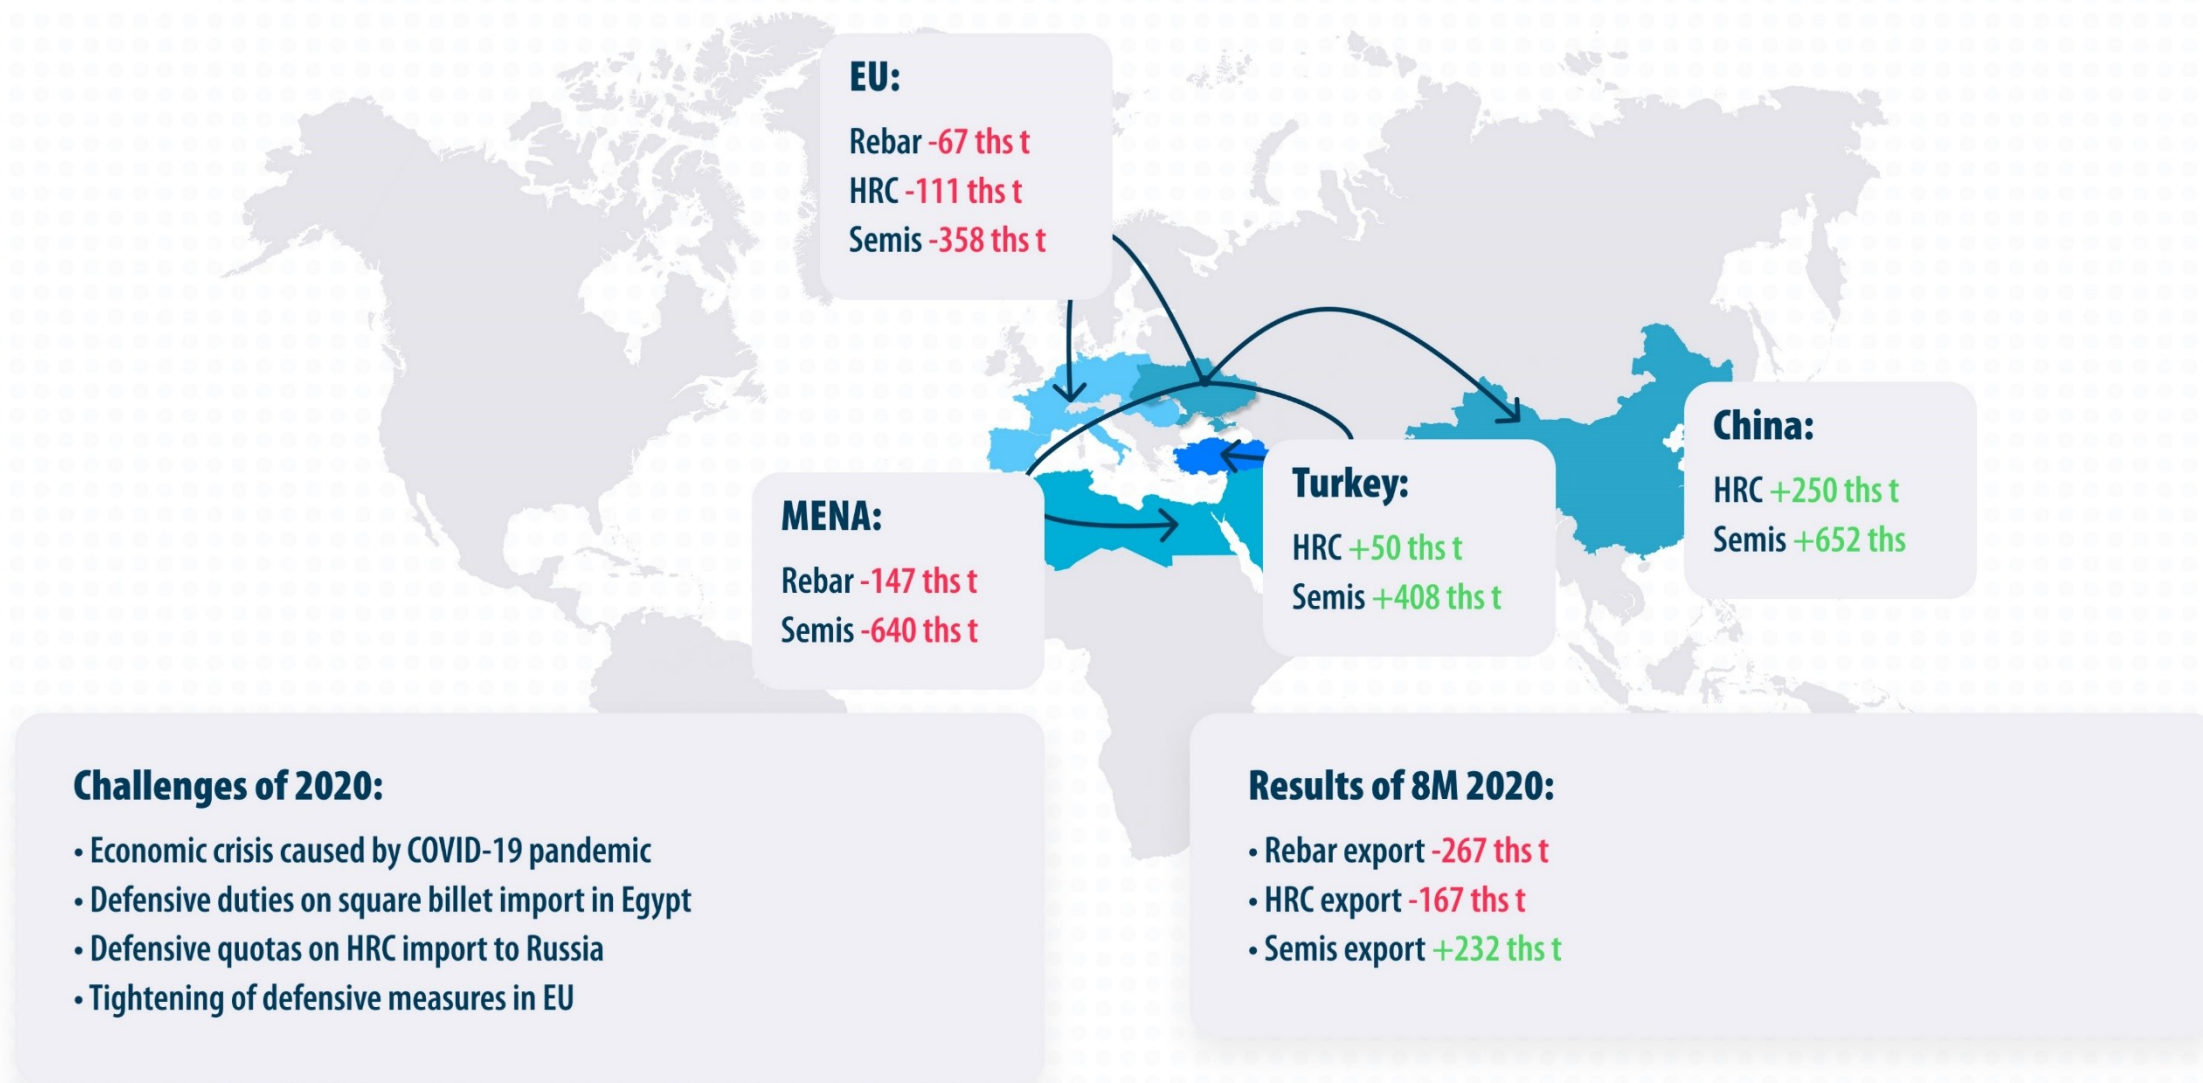 EU:
Rebar -67 ths t
HRC -111 ths t
Semis -358 ths t
MENA:
Rebar -147 ths t
Semis -640 ths t
Turkey:
HRC +50 ths t
Semis +408 ths t
China:
HRC +250 ths t
Semis +652 ths
Challenges of 2020:
• Economic crisis caused by COVID-19 pandemic
• Defensive duties on square billet import in Egypt
• Defensive quotas on HRC import to Russia
• Tightening of defensive measures in EU
Results of 8M 2020:
• Rebar export -267 ths t
• HRC export -167 ths t
• Semis export +232 ths t